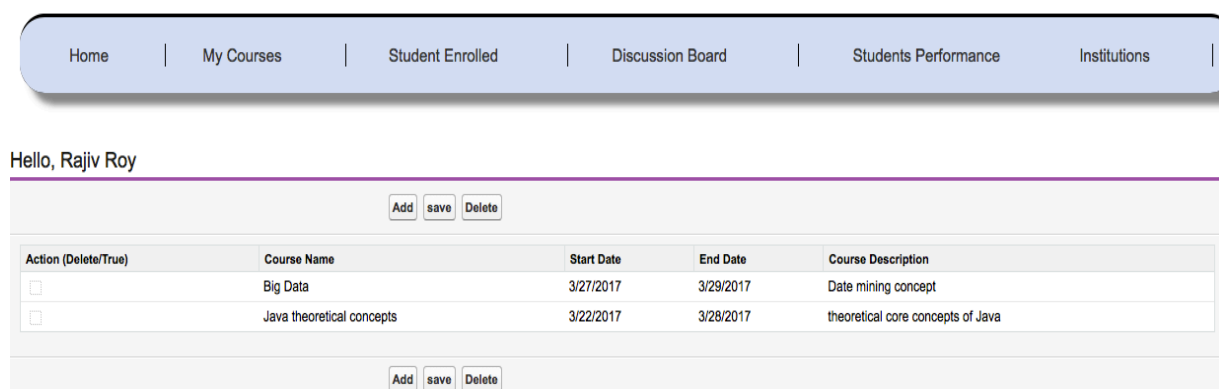 Home My Courses Student Enrolled Discussion Board Students Performance Institutions
Hello, Rajiv Roy
Add save Delete
Action (Delete/True) Course Name Start Date End Date Course Description
Big Data 3/27/2017 3/29/2017 Date mining concept
Java theoretical concepts 3/22/2017 3/28/2017 theoretical core concepts of Java
Add save Delete